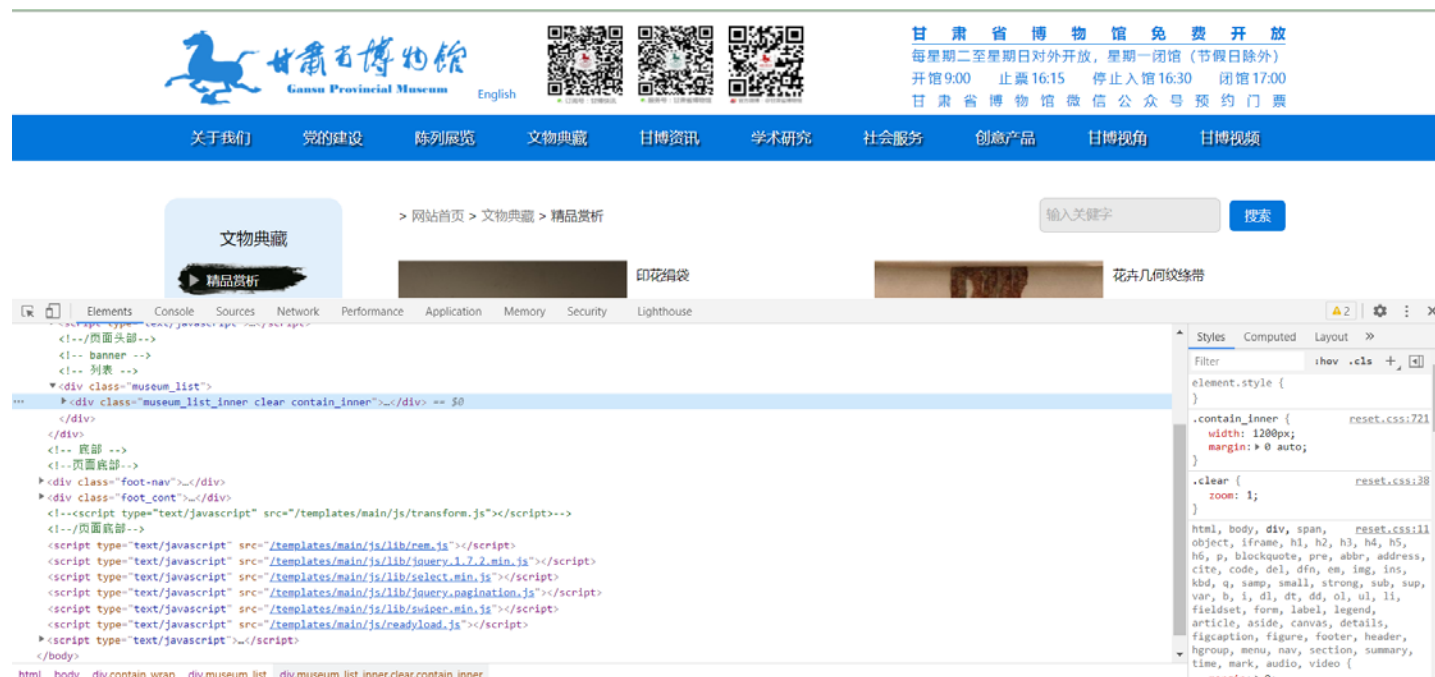 甘肃省博物馆
Gansu Provincial Museum
English
甘肃省博物馆免费开放
每星期二至星期日对外开放，星期一闭馆（节假日除外）
开馆9:00 止票16:15 停止入馆16:30 闭馆17:00
甘肃省博物馆微信公众号预约门票
关于我们 党的建设 陈列展览 文物典藏 甘博资讯 学术研究 社会服务 创意产品 甘博视角 甘博视频
文物典藏
精品赏析
> 网站首页 > 文物典藏 > 精品赏析
输入关键字
搜索
印花绢袋
花卉几何纹绦带
Elements Console Sources Network Performance Application Memory Security Lighthouse
2
<!--/页面头部-->
<!-- banner -->
<!-- 列表 -->
<div class="museum_list">
<div class="museum_list_inner clear contain_inner">…</div> == $0
</div>
</div>
<!-- 底部 -->
<!--页面底部-->
<div class="foot-nav">…</div>
<div class="foot_cont">…</div>
<!--<script type="text/javascript" src="/templates/main/js/transform.js"></script>-->
<!--/页面底部-->
<script type="text/javascript" src="/templates/main/js/lib/rem.js"></script>
<script type="text/javascript" src="/templates/main/js/lib/jquery.1.7.2.min.js"></script>
<script type="text/javascript" src="/templates/main/js/lib/select.min.js"></script>
<script type="text/javascript" src="/templates/main/js/lib/jquery.pagination.js"></script>
<script type="text/javascript" src="/templates/main/js/lib/swiper.min.js"></script>
<script type="text/javascript" src="/templates/main/js/readyload.js"></script>
<script type="text/javascript">…</script>
</body>
html body div.contain_wrap div.museum_list div.museum_list_inner.clear.contain_inner
Styles Computed Layout »
Filter :hov .cls +
element.style {
}
.contain_inner { reset.css:721
width: 1200px;
margin: 0 auto;
}
.clear { reset.css:38
zoom: 1;
}
html, body, div, span, reset.css:11
object, iframe, h1, h2, h3, h4, h5,
h6, p, blockquote, pre, abbr, address,
cite, code, del, dfn, em, img, ins,
kbd, q, samp, small, strong, sub, sup,
var, b, i, dl, dt, dd, ol, ul, li,
fieldset, form, label, legend,
article, aside, canvas, details,
figcaption, figure, footer, header,
hgroup, menu, nav, section, summary,
time, mark, audio, video {